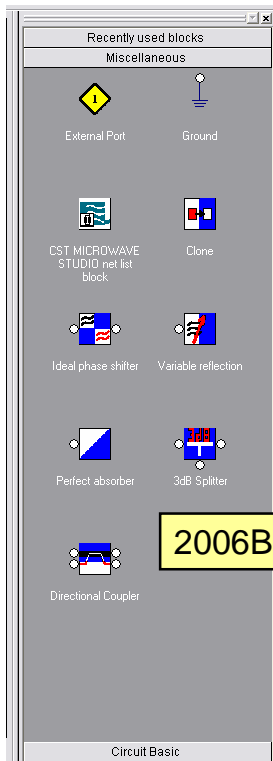 Recently used blocks
Miscellaneous
1
External Port
Ground
CST MICROWAVE
STUDIO net list
block
Clone
Ideal phase shifter
Variable reflection
Perfect absorber
3dB
3dB Splitter
2006B
Directional Coupler
Circuit Basic